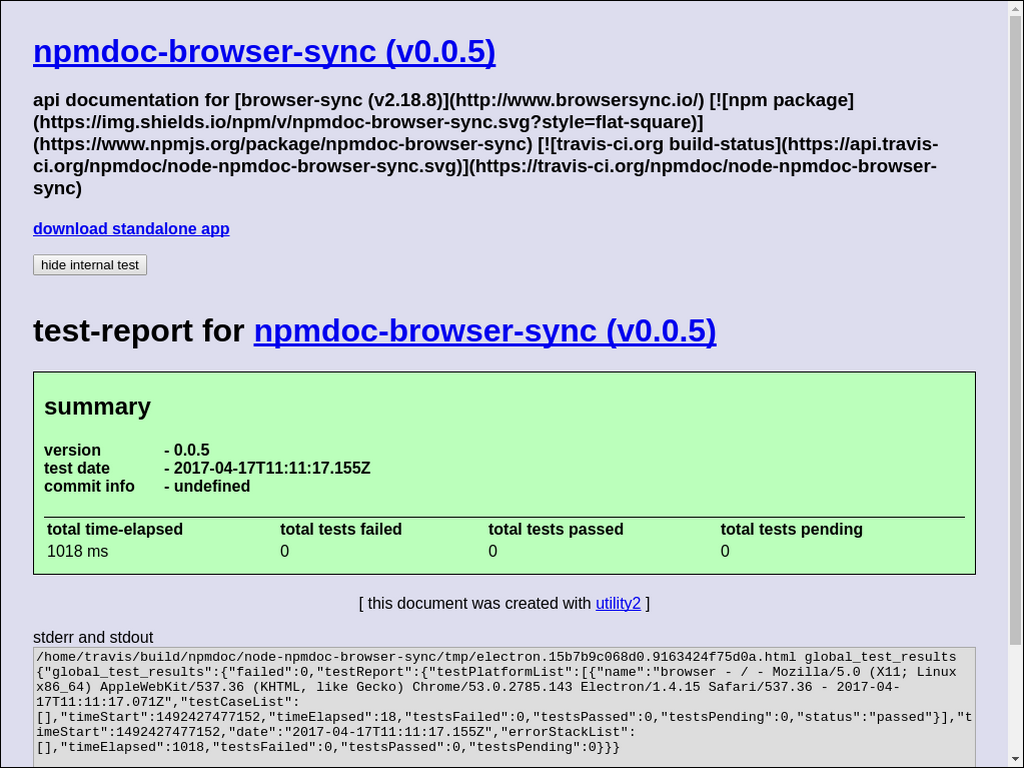 npmdoc-browser-sync (v0.0.5)
api documentation for [browser-sync (v2.18.8)](http://www.browsersync.io/) [![npm package]
(https://img.shields.io/npm/v/npmdoc-browser-sync.svg?style=flat-square)]
(https://www.npmjs.org/package/npmdoc-browser-sync) [![travis-ci.org build-status](https://api.travis-
ci.org/npmdoc/node-npmdoc-browser-sync.svg)](https://travis-ci.org/npmdoc/node-npmdoc-browser-
sync)
download standalone app
hide internal test
test-report for npmdoc-browser-sync (v0.0.5)
summary
version - 0.0.5
test date - 2017-04-17T11:11:17.155Z
commit info - undefined
total time-elapsed total tests failed total tests passed total tests pending
1018 ms 0 0 0
[ this document was created with utility2 ]
stderr and stdout
/home/travis/build/npmdoc/node-npmdoc-browser-sync/tmp/electron.15b7b9c068d0.9163424f75d0a.html global_test_results
{"global_test_results":{"failed":0,"testReport":{"testPlatformList":[{"name":"browser - / - Mozilla/5.0 (X11; Linux
x86_64) AppleWebKit/537.36 (KHTML, like Gecko) Chrome/53.0.2785.143 Electron/1.4.15 Safari/537.36 - 2017-04-
17T11:11:17.071Z","testCaseList":
[],"timeStart":1492427477152,"timeElapsed":18,"testsFailed":0,"testsPassed":0,"testsPending":0,"status":"passed"}],"t
imeStart":1492427477152,"date":"2017-04-17T11:11:17.155Z","errorStackList":
[],"timeElapsed":1018,"testsFailed":0,"testsPassed":0,"testsPending":0}}}